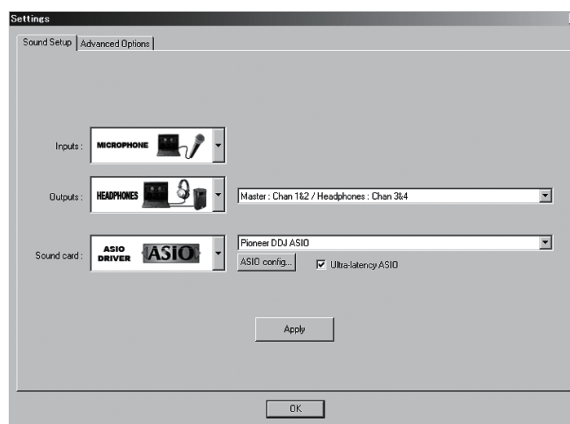 Settings
Sound Setup
Advanced Options
Inputs :
MICROPHONE
Outputs :
HEADPHONES
Master : Chan 1&2 / Headphones : Chan 3&4
Sound card :
ASIO DRIVER
ASIO
Pioneer DDJ ASIO
ASIO config...
Ultra-latency ASIO
Apply
OK